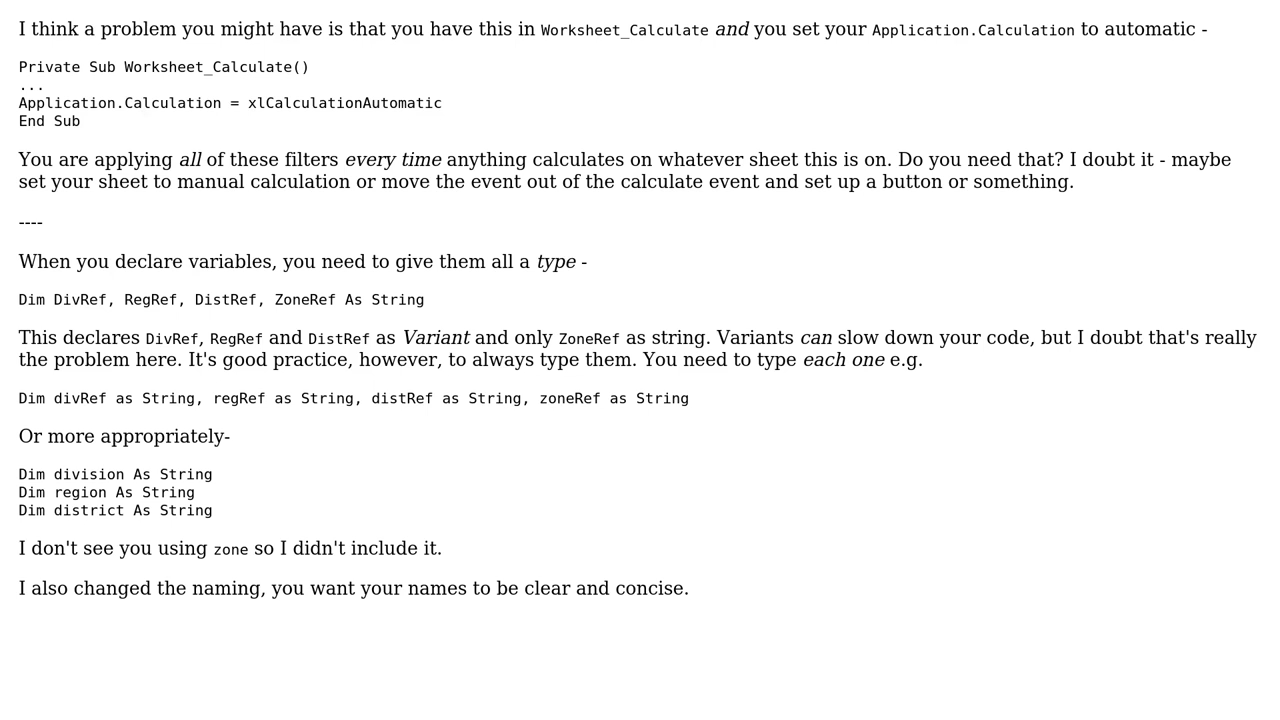 I think a problem you might have is that you have this in Worksheet_Calculate and you set your Application.Calculation to automatic -
Private Sub Worksheet_Calculate()
...
Application.Calculation = xlCalculationAutomatic
End Sub
You are applying all of these filters every time anything calculates on whatever sheet this is on. Do you need that? I doubt it - maybe
set your sheet to manual calculation or move the event out of the calculate event and set up a button or something.
----
When you declare variables, you need to give them all a type -
Dim DivRef, RegRef, DistRef, ZoneRef As String
This declares DivRef, RegRef and DistRef as Variant and only ZoneRef as string. Variants can slow down your code, but I doubt that's really
the problem here. It's good practice, however, to always type them. You need to type each one e.g.
Dim divRef as String, regRef as String, distRef as String, zoneRef as String
Or more appropriately-
Dim division As String
Dim region As String
Dim district As String
I don't see you using zone so I didn't include it.
I also changed the naming, you want your names to be clear and concise.